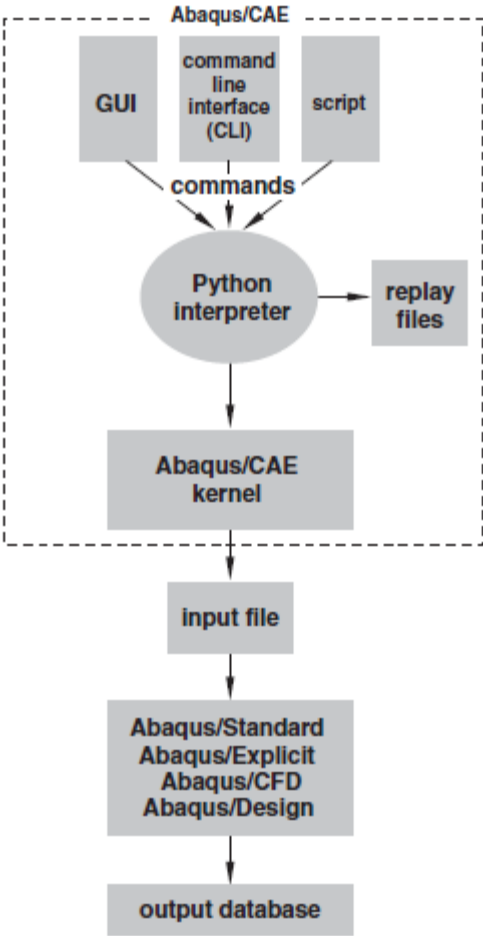 Abaqus/CAE
GUI
command
line
interface
(CLI)
script
commands
Python
interpreter
replay
files
Abaqus/CAE
kernel
input file
Abaqus/Standard
Abaqus/Explicit
Abaqus/CFD
Abaqus/Design
output database